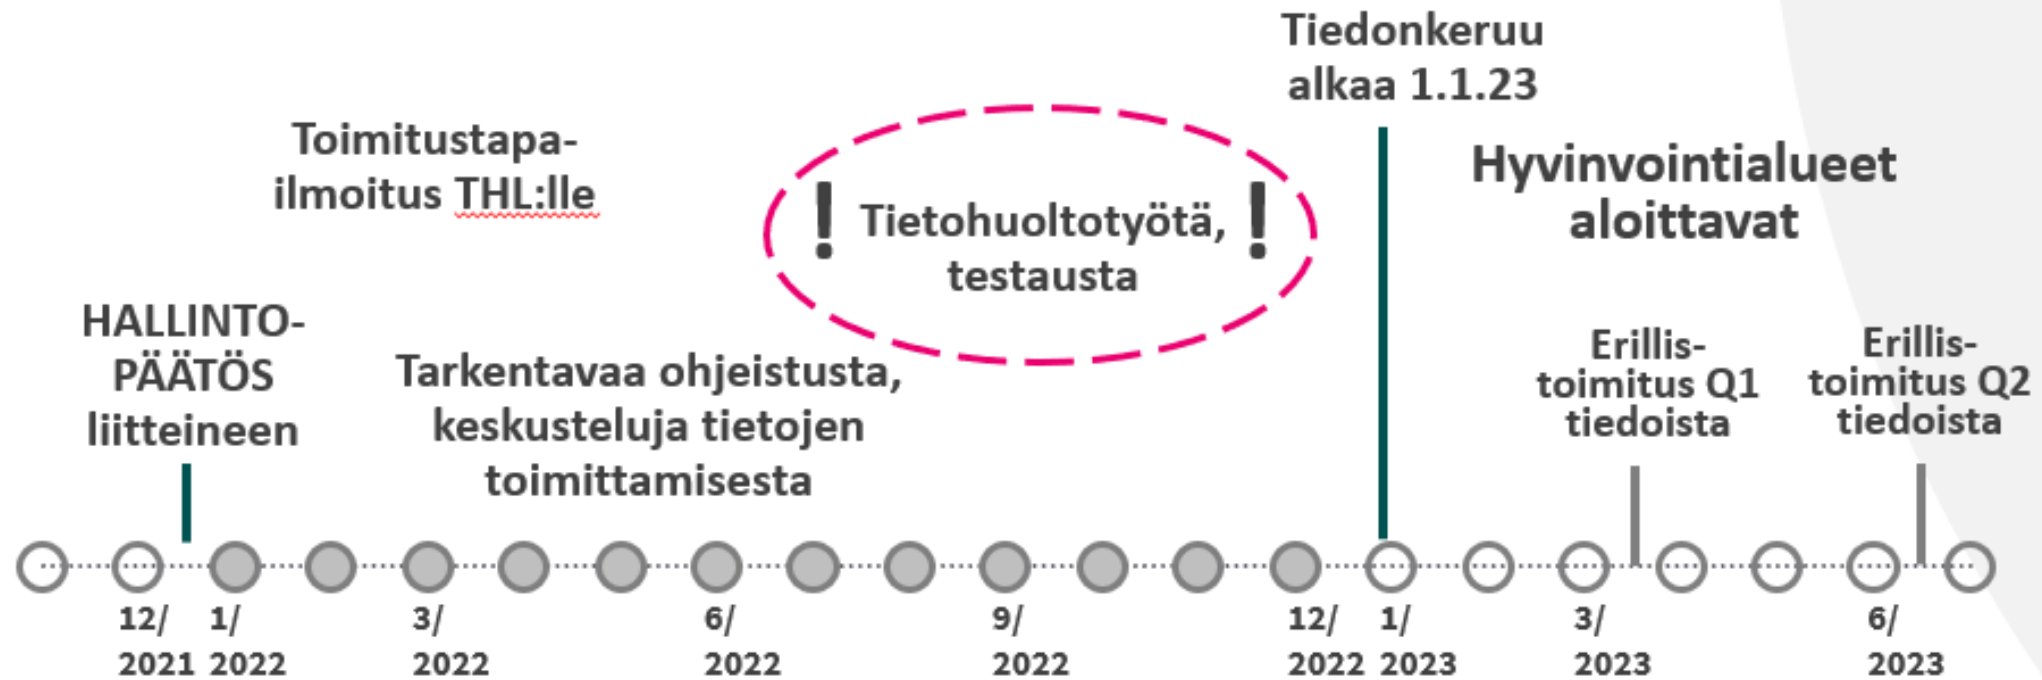 Tiedonkeruu
alkaa 1.1.23
Toimitustapa-
ilmoitus THL:lle
! Tietohuoltotyötä, !
testausta
Hyvinvointialueet
aloittavat
HALLINTO-
PÄÄTÖS
liitteineen
Tarkentavaa ohjeistusta,
keskusteluja tietojen
toimittamisesta
Erillis-
toimitus Q1
tiedoista
Erillis-
toimitus Q2
tiedoista
12/
2021
1/
2022
3/
2022
6/
2022
9/
2022
12/
2022
1/
2023
3/
2023
6/
2023